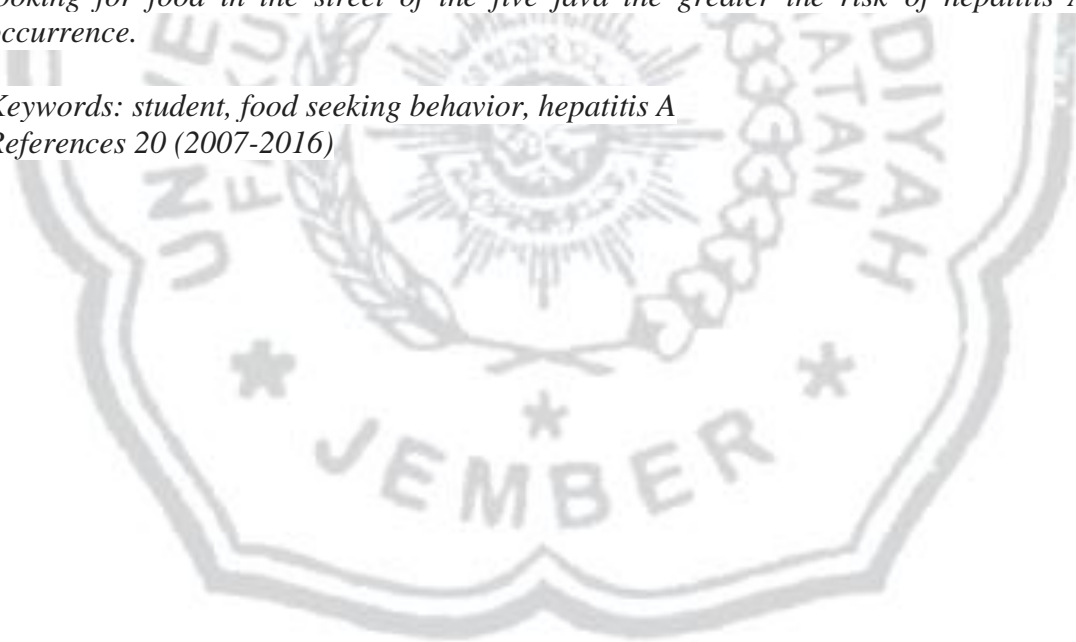 looking for food in the street of the five Java the greater the risk of hepatitis A
occurrence.
Keywords: student, food seeking behavior, hepatitis A
References 20 (2007-2016)
JEMBER